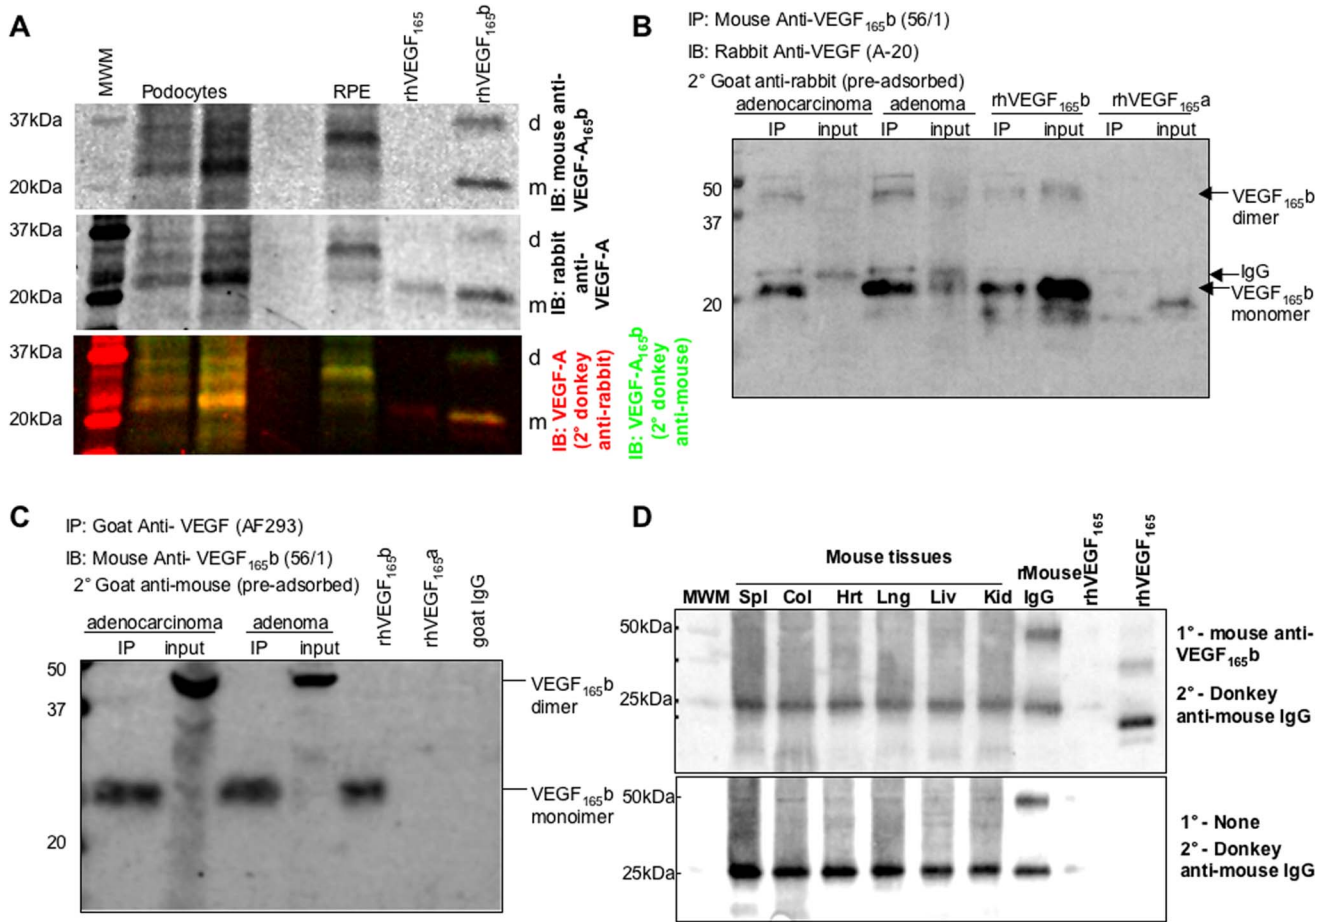 A
MWM
Podocytes
RPE
rhVEGF165
rhVEGF165b
37kDa
20kDa
d
m
IB: mouse anti-
VEGF-A165b
37kDa
20kDa
d
m
IB: rabbit
anti-
VEGF-A
37kDa
20kDa
d
m
IB: VEGF-A
(2° donkey
anti-rabbit)
IB: VEGF-A165b
(2° donkey
anti-mouse)
B
IP: Mouse Anti-VEGF165b (56/1)
IB: Rabbit Anti-VEGF (A-20)
2° Goat anti-rabbit (pre-adsorbed)
adenocarcinoma adenoma rhVEGF165b rhVEGF165a
IP input IP input IP input IP input
50
37
20
VEGF165b
dimer
IgG
VEGF165b
monomer
C
IP: Goat Anti- VEGF (AF293)
IB: Mouse Anti- VEGF165b (56/1)
2° Goat anti-mouse (pre-adsorbed)
adenocarcinoma adenoma
IP input IP input
rhVEGF165b
rhVEGF165a
goat IgG
50
37
20
VEGF165b
dimer
VEGF165b
monoimer
D
Mouse tissues
MWM Spl Col Hrt Lng Liv Kid
rMouse
IgG
rhVEGF165
rhVEGF165
50kDa
25kDa
1° - mouse anti-
VEGF165b
2° - Donkey
anti-mouse IgG
50kDa
25kDa
1° - None
2° - Donkey
anti-mouse IgG